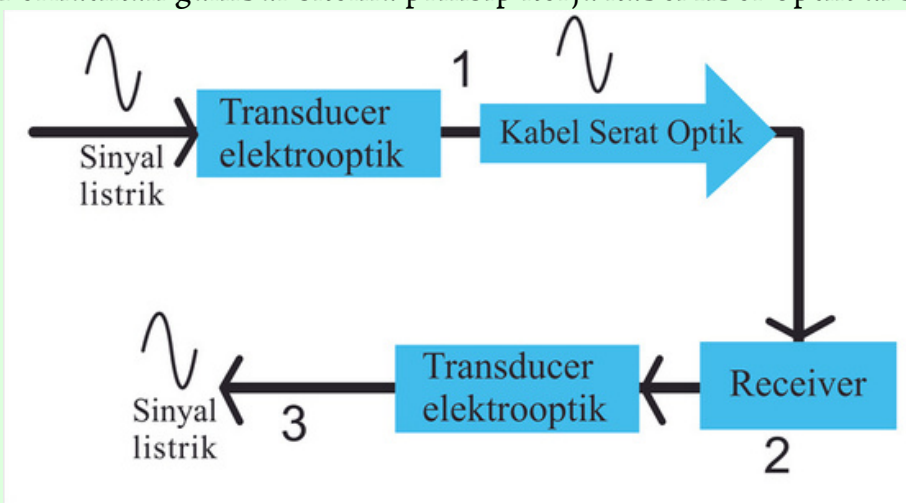 Sinyal
listrik
Transducer
elektrooptik
1
Kabel Serat Optik
Receiver
2
Transducer
elektrooptik
3
Sinyal
listrik